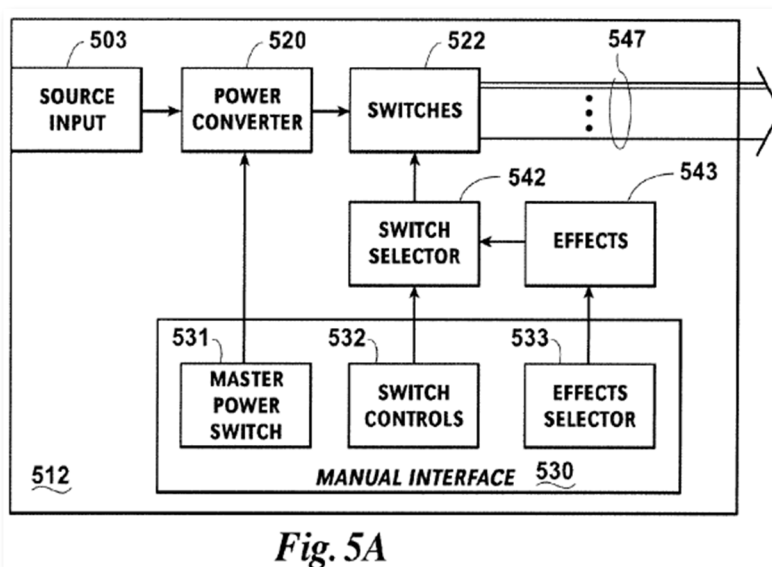 503
520
522
547
SOURCE
INPUT
POWER
CONVERTER
SWITCHES
542
543
SWITCH
SELECTOR
EFFECTS
531
532
533
MASTER
POWER
SWITCH
SWITCH
CONTROLS
EFFECTS
SELECTOR
512
MANUAL INTERFACE 530
Fig. 5A